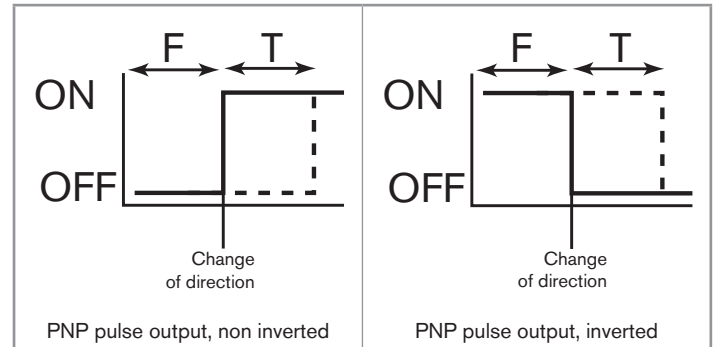 F
T
ON
OFF
Change
of direction
PNP pulse output, non inverted
F
T
ON
OFF
Change
of direction
PNP pulse output, inverted